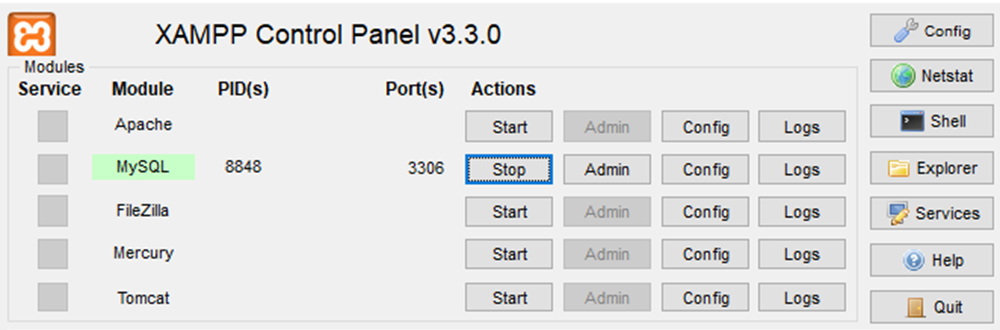 XAMPP Control Panel v3.3.0
Modules
Service Module PID(s) Port(s) Actions
Apache Start Admin Config Logs
MySQL 8848 3306 Stop Admin Config Logs
FileZilla Start Admin Config Logs
Mercury Start Admin Config Logs
Tomcat Start Admin Config Logs
Config
Netstat
Shell
Explorer
Services
Help
Quit